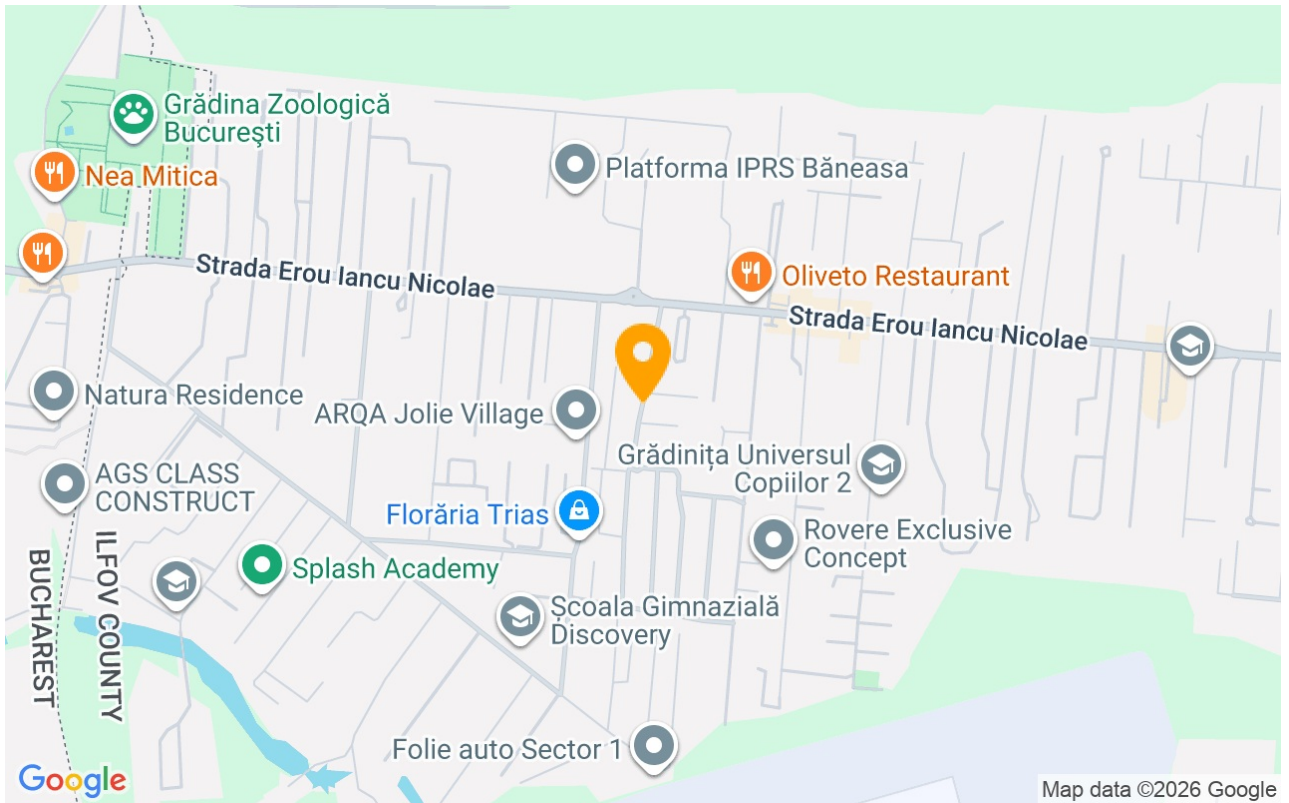 Grădina Zoologică
Bucureşti
Nea Mitica
Platforma IPRS Băneasa
Strada Erou Iancu Nicolae
Oliveto Restaurant
Strada Erou Iancu Nicolae
Natura Residence
ARQA Jolie Village
Grădinița Universul
Copiilor 2
AGS CLASS
CONSTRUCT
Florăria Trias
Rovere Exclusive
Concept
Splash Academy
ILFOV COUNTY
BUCHAREST
Școala Gimnazială
Discovery
Folie auto Sector 1
Google
Map data ©2026 Google